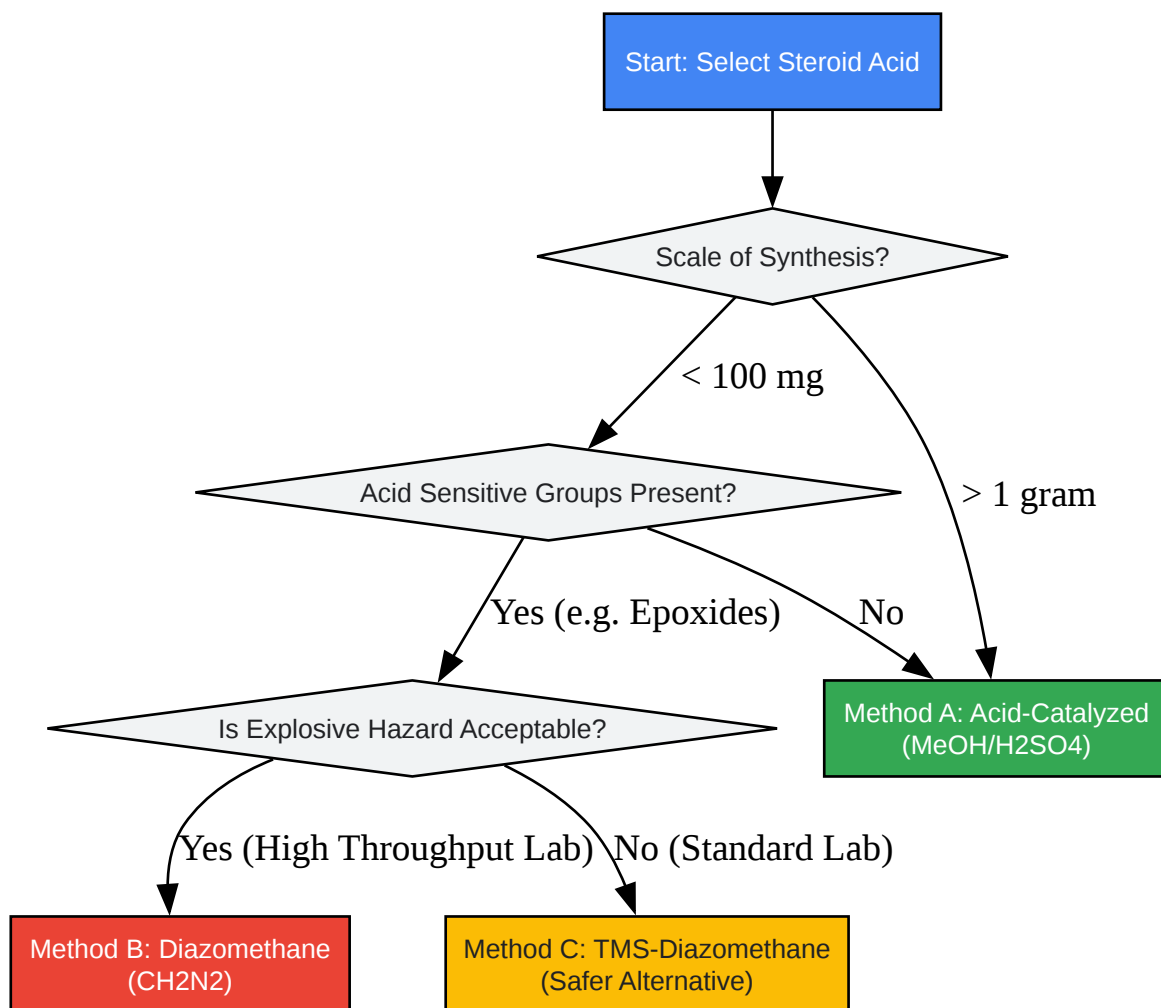 Start: Select Steroid Acid
Scale of Synthesis?
< 100 mg
Acid Sensitive Groups Present?
> 1 gram
Yes (e.g. Epoxides)
No
Is Explosive Hazard Acceptable?
Method A: Acid-Catalyzed
(MeOH/H2SO4)
Yes (High Throughput Lab)
No (Standard Lab)
Method B: Diazomethane
(CH2N2)
Method C: TMS-Diazomethane
(Safer Alternative)